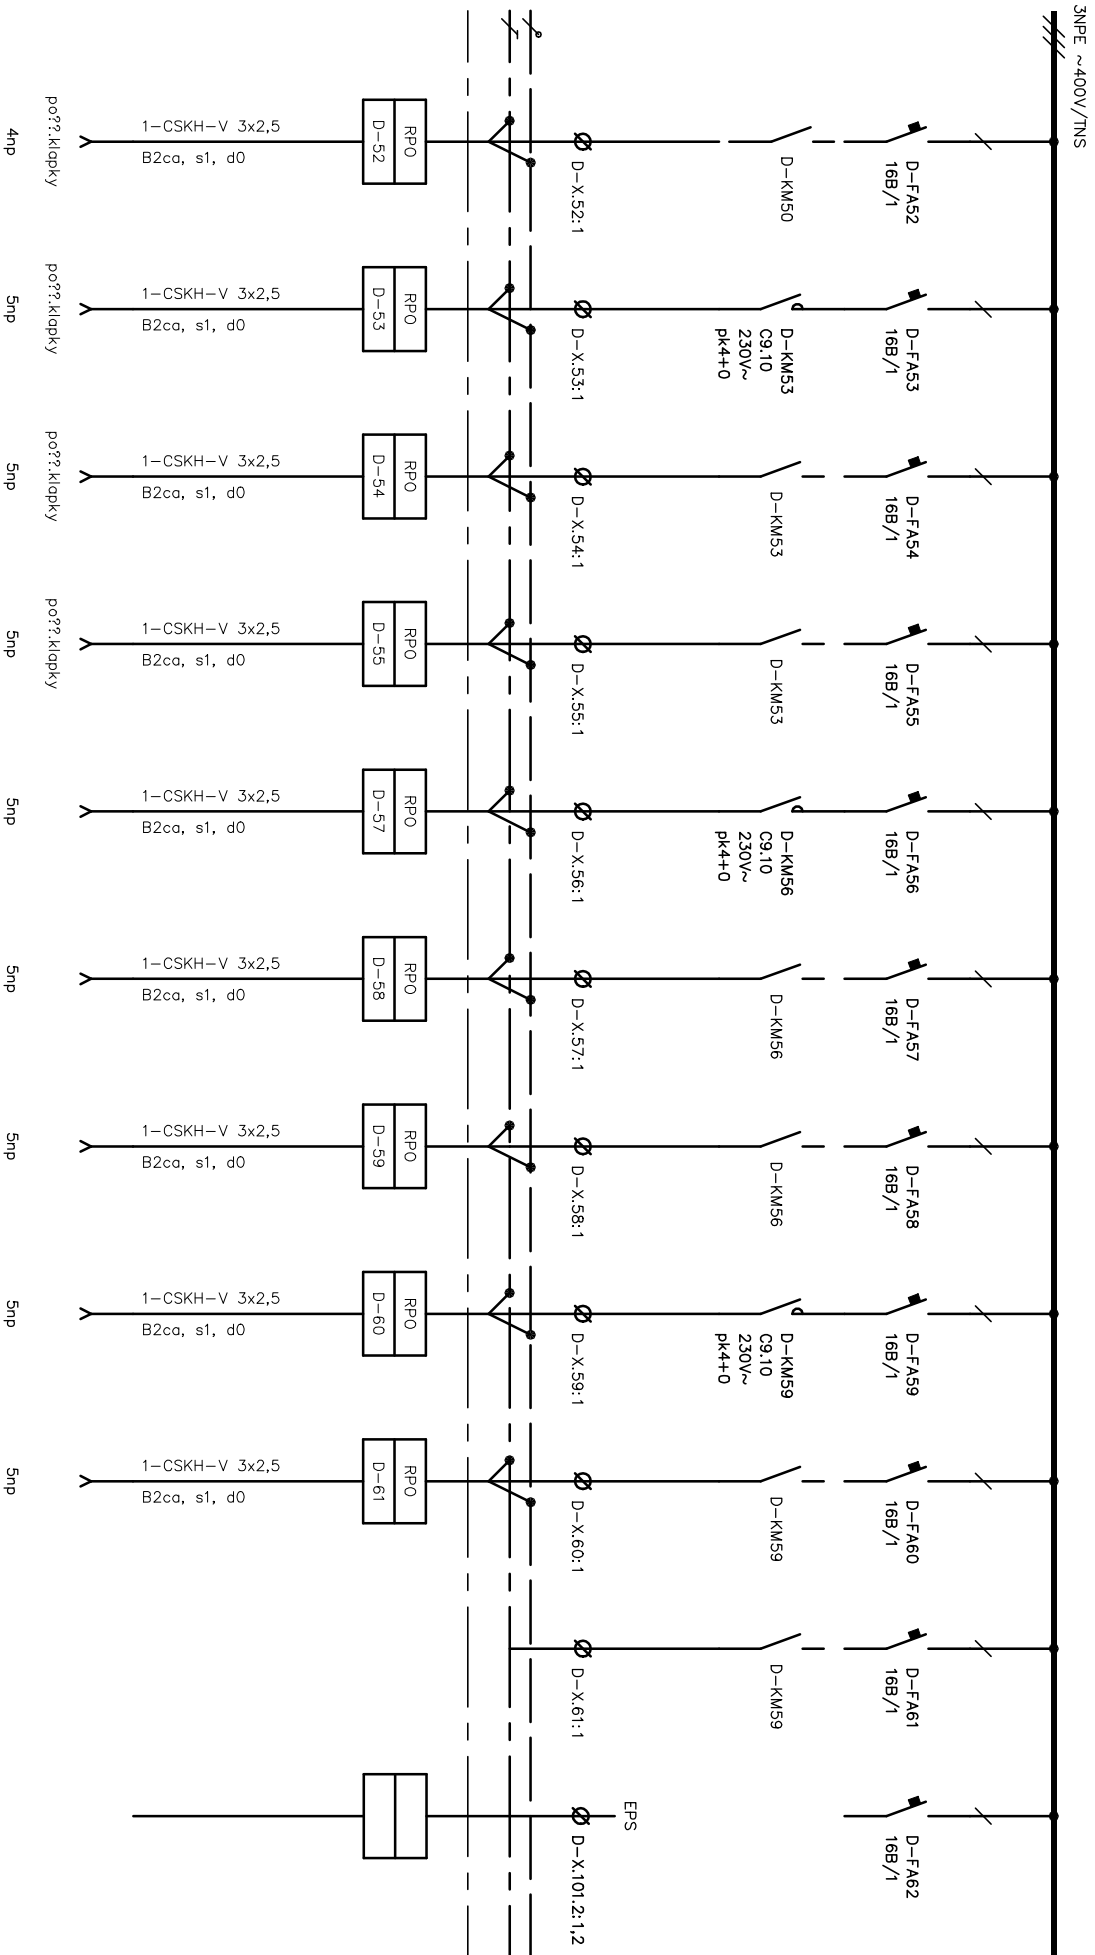 3NPE ~400V/TNS
D-FA52
16B/1
D-KM50
D-X.52:1
RPO
D-52
1-CSKH-V 3x2,5
B2ca, s1, d0
po??.klapky
4np
D-FA53
16B/1
D-KM53
C9.10
230V~
pk4+0
D-X.53:1
RPO
D-53
1-CSKH-V 3x2,5
B2ca, s1, d0
po??.klapky
5np
D-FA54
16B/1
D-KM53
D-X.54:1
RPO
D-54
1-CSKH-V 3x2,5
B2ca, s1, d0
po??.klapky
5np
D-FA55
16B/1
D-KM53
D-X.55:1
RPO
D-55
1-CSKH-V 3x2,5
B2ca, s1, d0
po??.klapky
5np
D-FA56
16B/1
D-KM56
C9.10
230V~
pk4+0
D-X.56:1
RPO
D-57
1-CSKH-V 3x2,5
B2ca, s1, d0
5np
D-FA57
16B/1
D-KM56
D-X.57:1
RPO
D-58
1-CSKH-V 3x2,5
B2ca, s1, d0
5np
D-FA58
16B/1
D-KM56
D-X.58:1
RPO
D-59
1-CSKH-V 3x2,5
B2ca, s1, d0
5np
D-FA59
16B/1
D-KM59
C9.10
230V~
pk4+0
D-X.59:1
RPO
D-60
1-CSKH-V 3x2,5
B2ca, s1, d0
5np
D-FA60
16B/1
D-KM59
D-X.60:1
RPO
D-61
1-CSKH-V 3x2,5
B2ca, s1, d0
5np
D-FA61
16B/1
D-KM59
D-X.61:1
D-FA62
16B/1
EPS
D-X.101.2:1,2